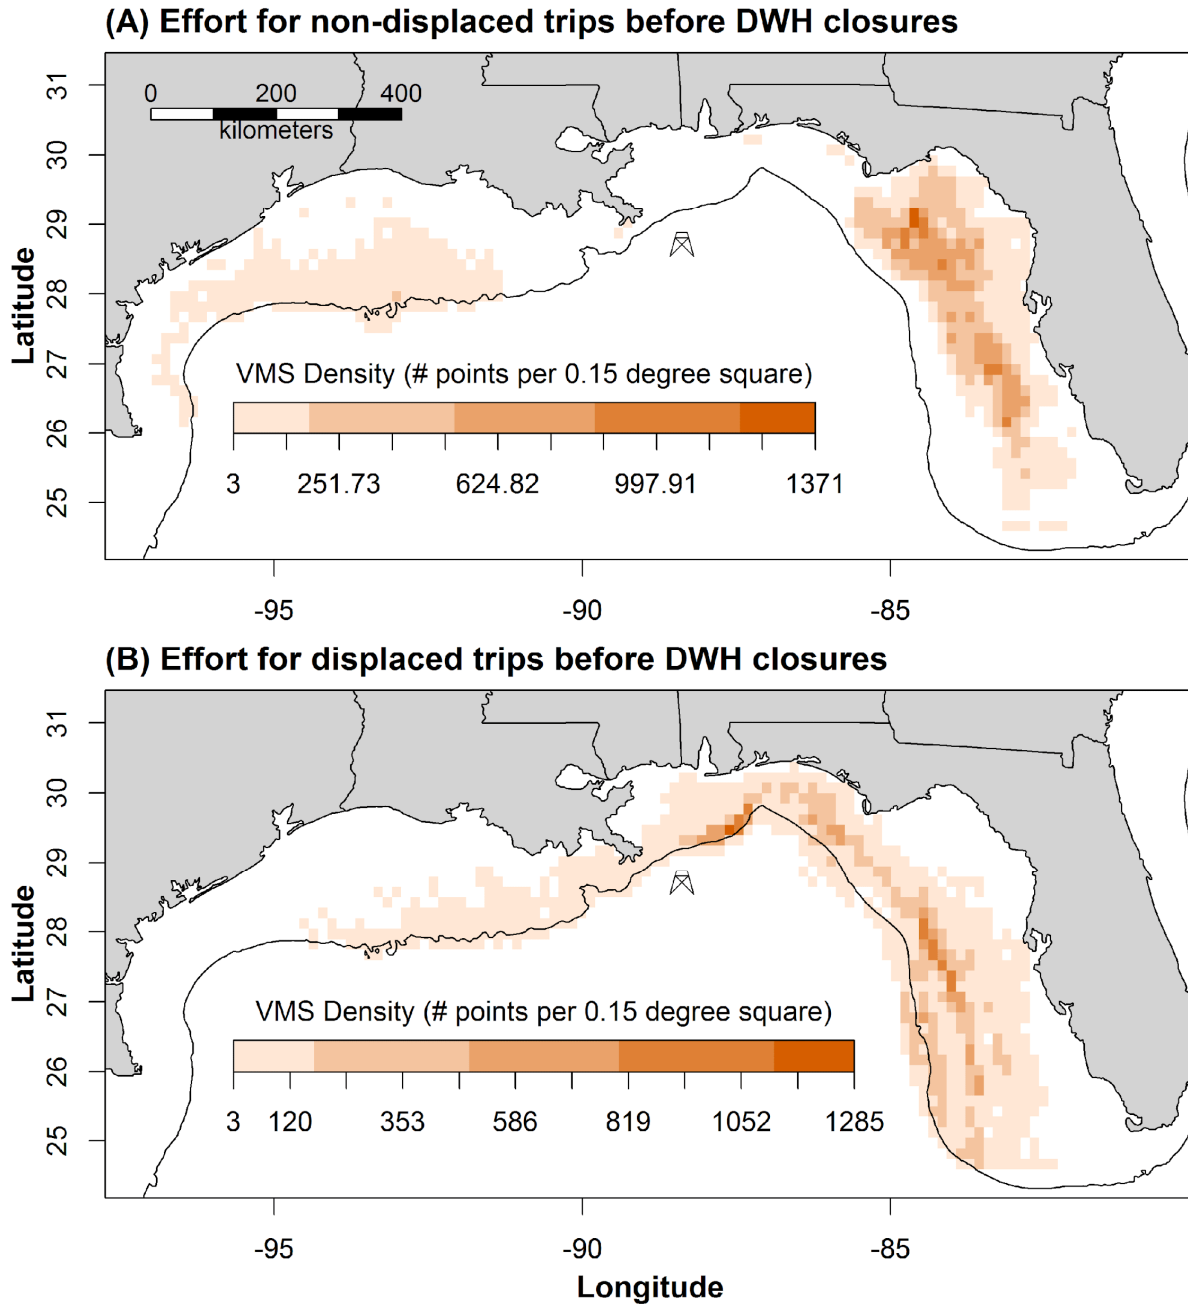 (A) Effort for non-displaced trips before DWH closures
0 200 400
kilometers
31
30
29
28
27
26
25
Latitude
VMS Density (# points per 0.15 degree square)
3 251.73 624.82 997.91 1371
-95 -90 -85
(B) Effort for displaced trips before DWH closures
31
30
29
28
27
26
25
Latitude
VMS Density (# points per 0.15 degree square)
3 120 353 586 819 1052 1285
-95 -90 -85
Longitude